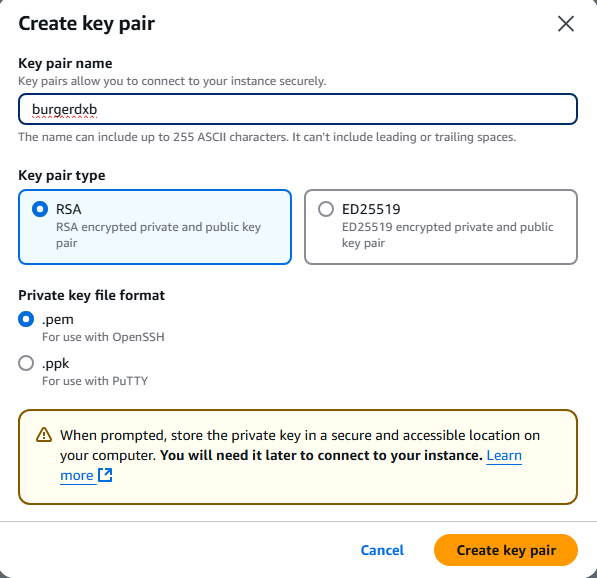 Create key pair
Key pair name
Key pairs allow you to connect to your instance securely.
burgerdxb
The name can include up to 255 ASCII characters. It can't include leading or trailing spaces.
Key pair type
RSA
RSA encrypted private and public key
pair
ED25519
ED25519 encrypted private and public
key pair
Private key file format
.pem
For use with OpenSSH
.ppk
For use with PuTTY
When prompted, store the private key in a secure and accessible location on
your computer. You will need it later to connect to your instance. Learn
more
Cancel
Create key pair